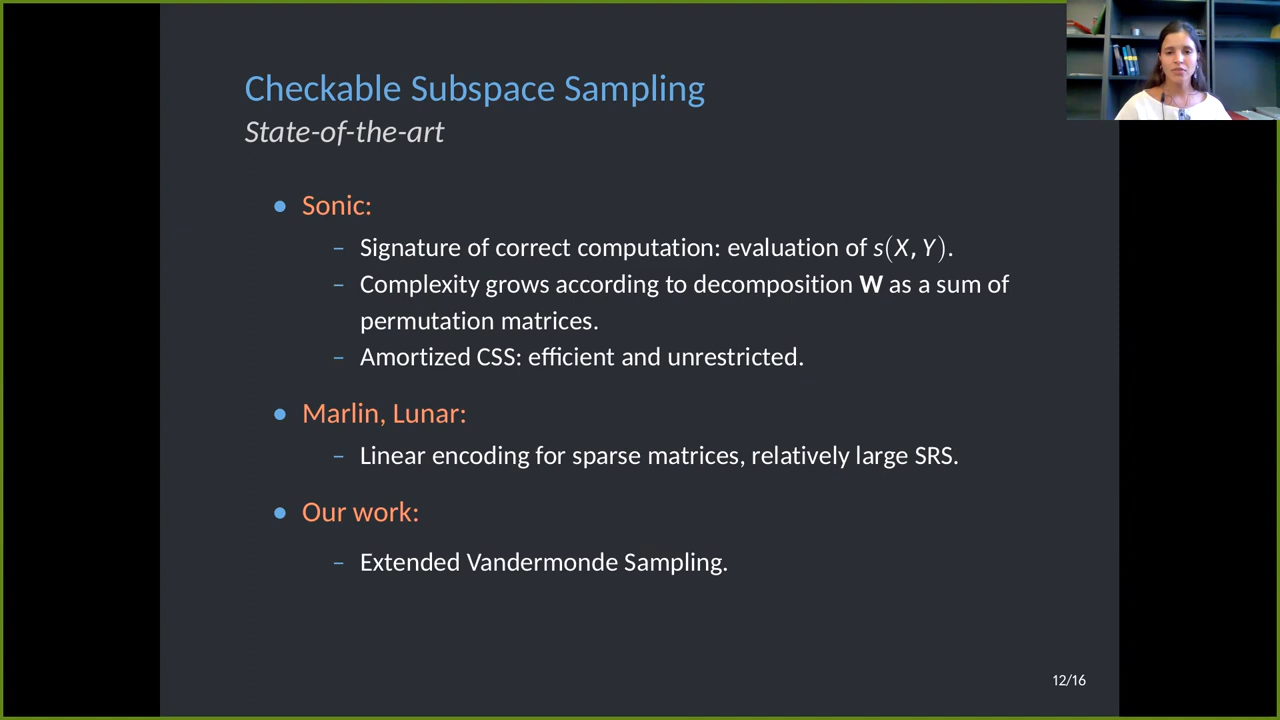 Checkable Subspace Sampling
State-of-the-art
• Sonic:
– Signature of correct computation: evaluation of s(X, Y).
– Complexity grows according to decomposition W as a sum of
permutation matrices.
– Amortized CSS: efficient and unrestricted.
• Marlin, Lunar:
– Linear encoding for sparse matrices, relatively large SRS.
• Our work:
– Extended Vandermonde Sampling.
12/16